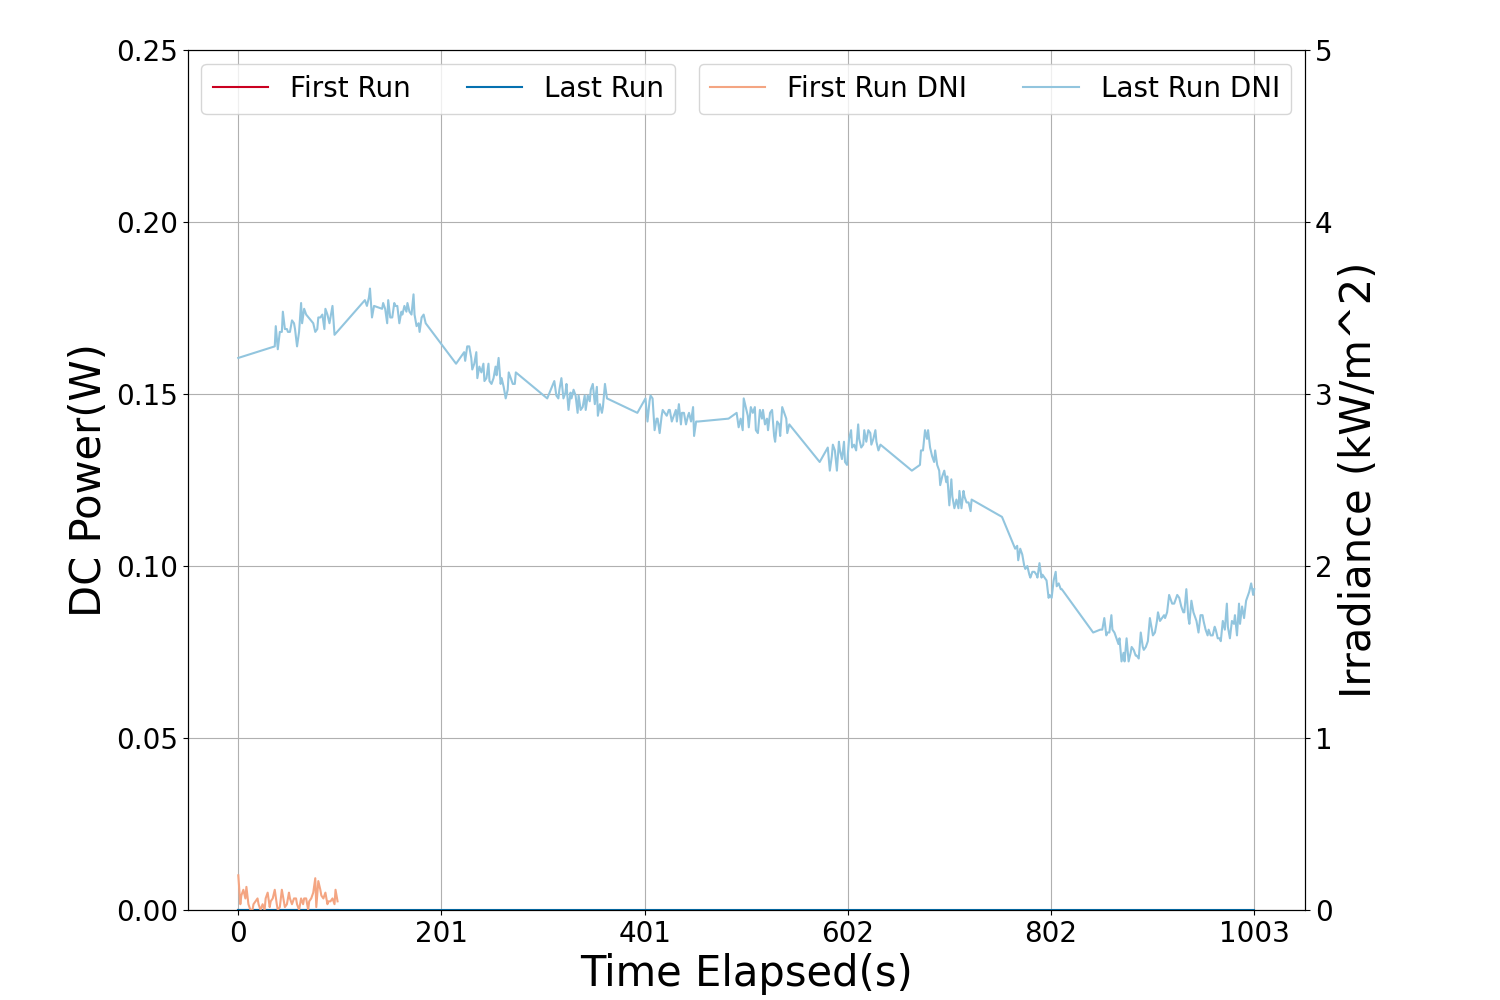 First Run
Last Run
First Run DNI
Last Run DNI
0.25
0.20
0.15
0.10
0.05
0.00
DC Power(W)
5
4
3
2
1
0
Irradiance (kW/m^2)
0 201 401 602 802 1003
Time Elapsed(s)